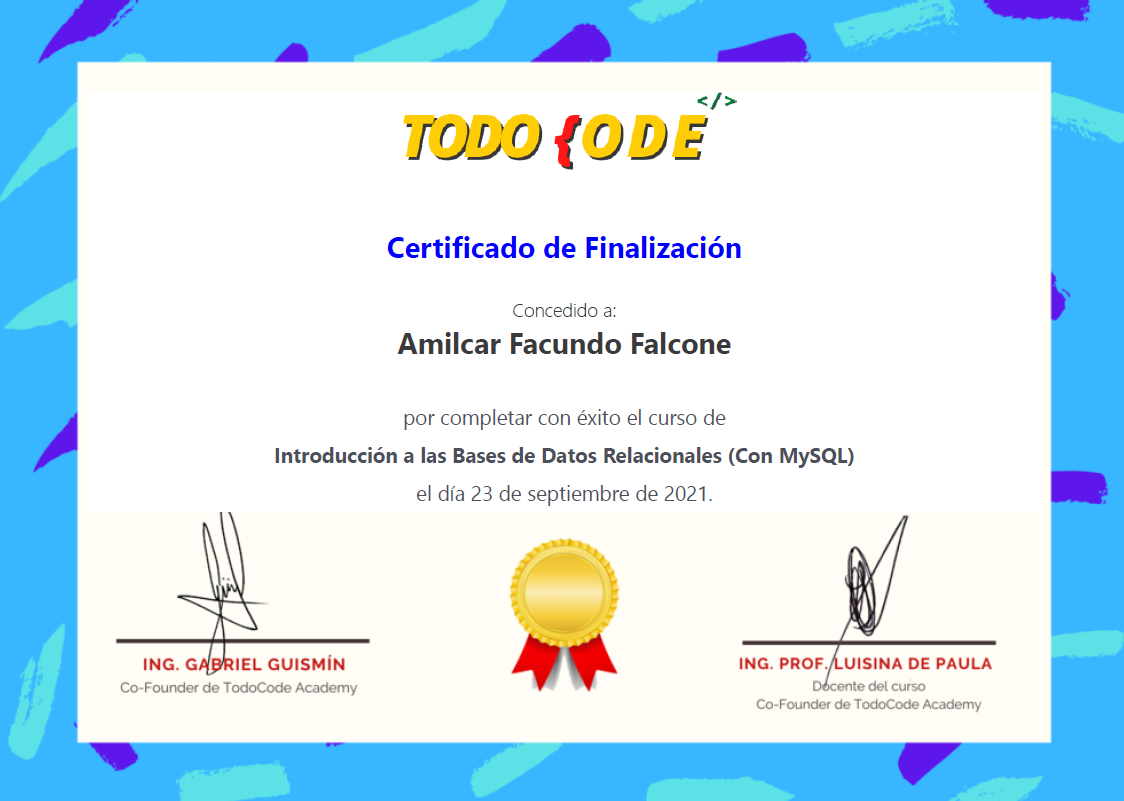 </>
TODO {ODE
Certificado de Finalización
Concedido a:
Amilcar Facundo Falcone
por completar con éxito el curso de
Introducción a las Bases de Datos Relacionales (Con MySQL)
el día 23 de septiembre de 2021.
ING. GABRIEL GUISMÍN
Co-Founder de TodoCode Academy
ING. PROF. LUISINA DE PAULA
Docente del curso
Co-Founder de TodoCode Academy